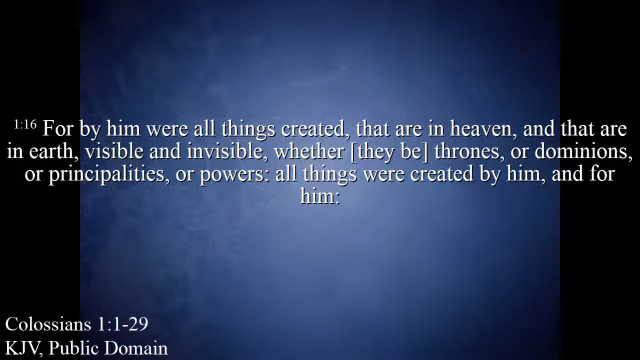 1:16 For by him were all things created, that are in heaven, and that are
in earth, visible and invisible, whether [they be] thrones, or dominions,
or principalities, or powers: all things were created by him, and for
him:
Colossians 1:1-29
KJV, Public Domain